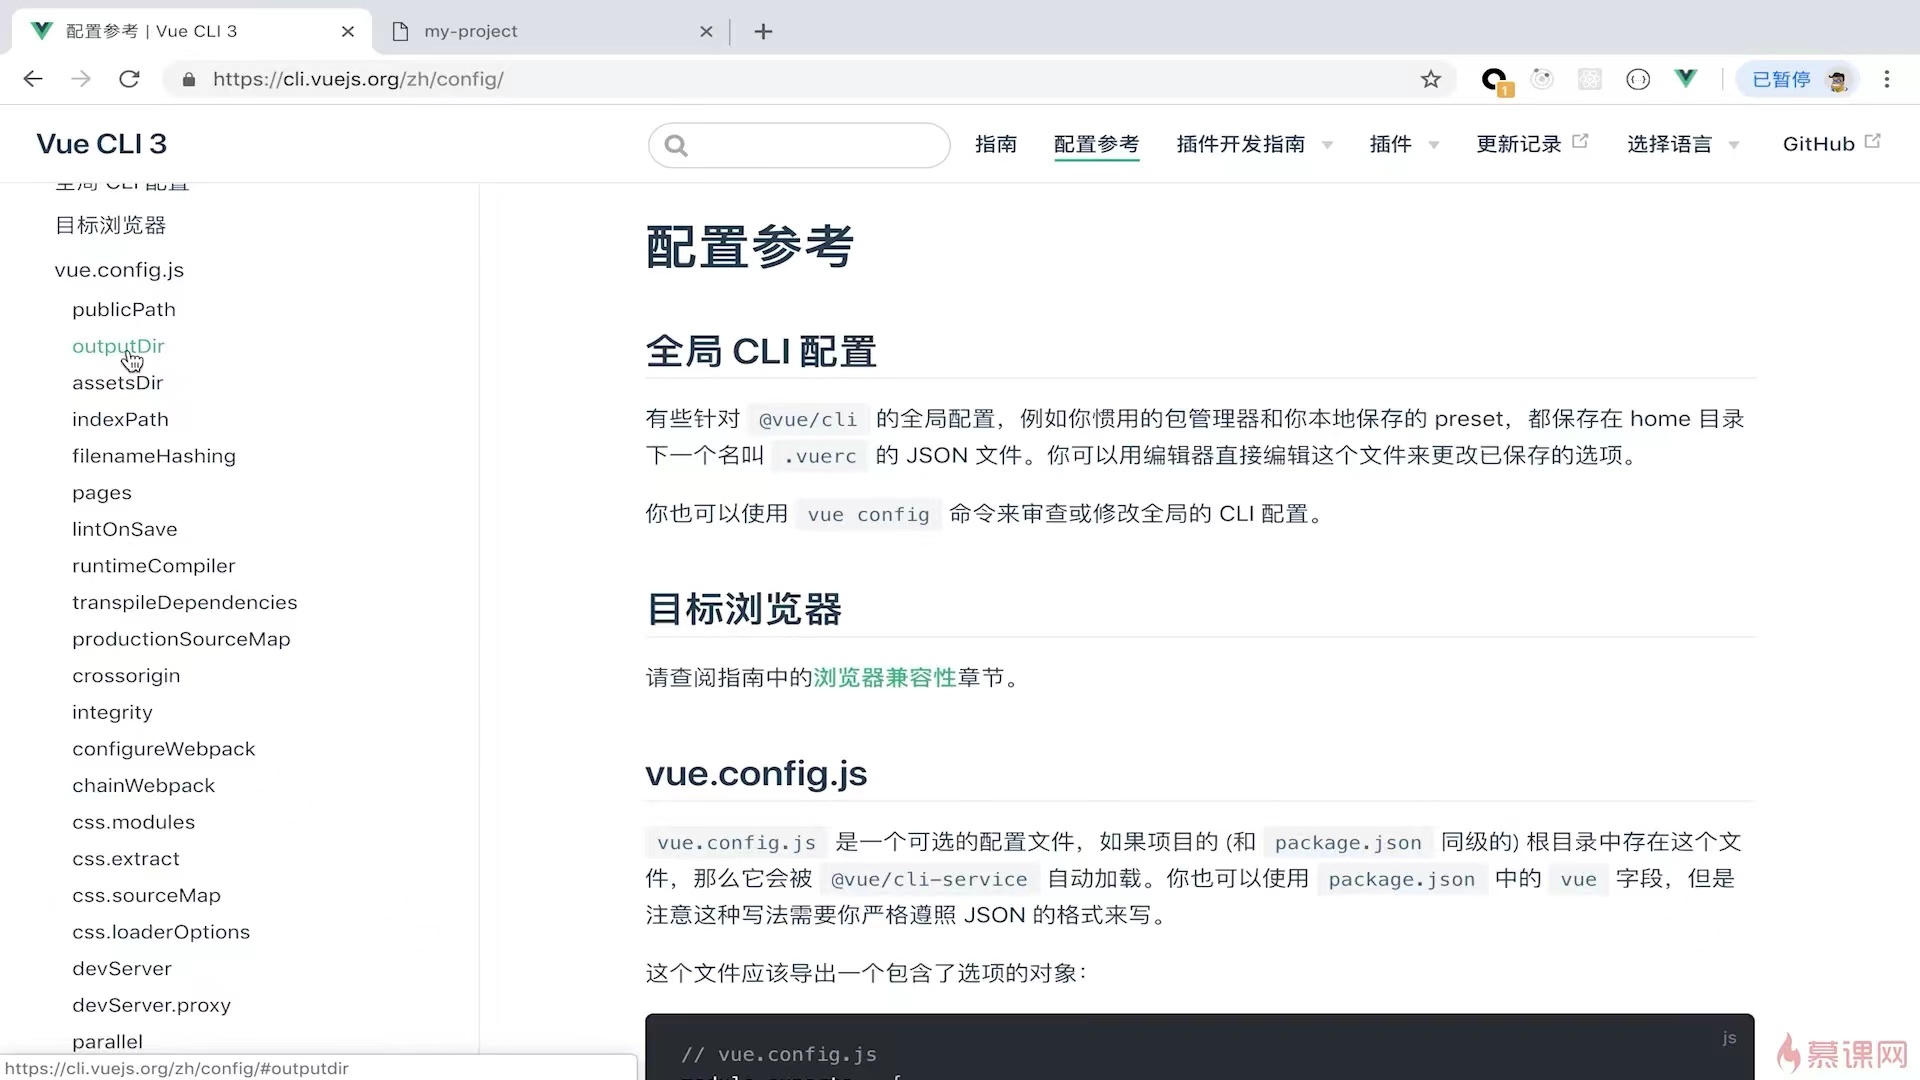 配置参考 | Vue CLI 3
my-project
https://cli.vuejs.org/zh/config/
1
已暂停
Vue CLI 3
指南
配置参考
插件开发指南
插件
更新记录
选择语言
GitHub
全局 CLI 配置
目标浏览器
vue.config.js
publicPath
outputDir
assetsDir
indexPath
filenameHashing
pages
lintOnSave
runtimeCompiler
transpileDependencies
productionSourceMap
crossorigin
integrity
configureWebpack
chainWebpack
css.modules
css.extract
css.sourceMap
css.loaderOptions
devServer
devServer.proxy
parallel
https://cli.vuejs.org/zh/config/#outputdir
配置参考
全局 CLI 配置
有些针对 @vue/cli 的全局配置，例如你惯用的包管理器和你本地保存的 preset，都保存在 home 目录
下一个名叫 .vuerc 的 JSON 文件。你可以用编辑器直接编辑这个文件来更改已保存的选项。
你也可以使用 vue config 命令来审查或修改全局的 CLI 配置。
目标浏览器
请查阅指南中的浏览器兼容性章节。
vue.config.js
vue.config.js 是一个可选的配置文件，如果项目的 (和 package.json 同级的) 根目录中存在这个文
件，那么它会被 @vue/cli-service 自动加载。你也可以使用 package.json 中的 vue 字段，但是
注意这种写法需要你严格遵照 JSON 的格式来写。
这个文件应该导出一个包含了选项的对象：
js
// vue.config.js
慕课网